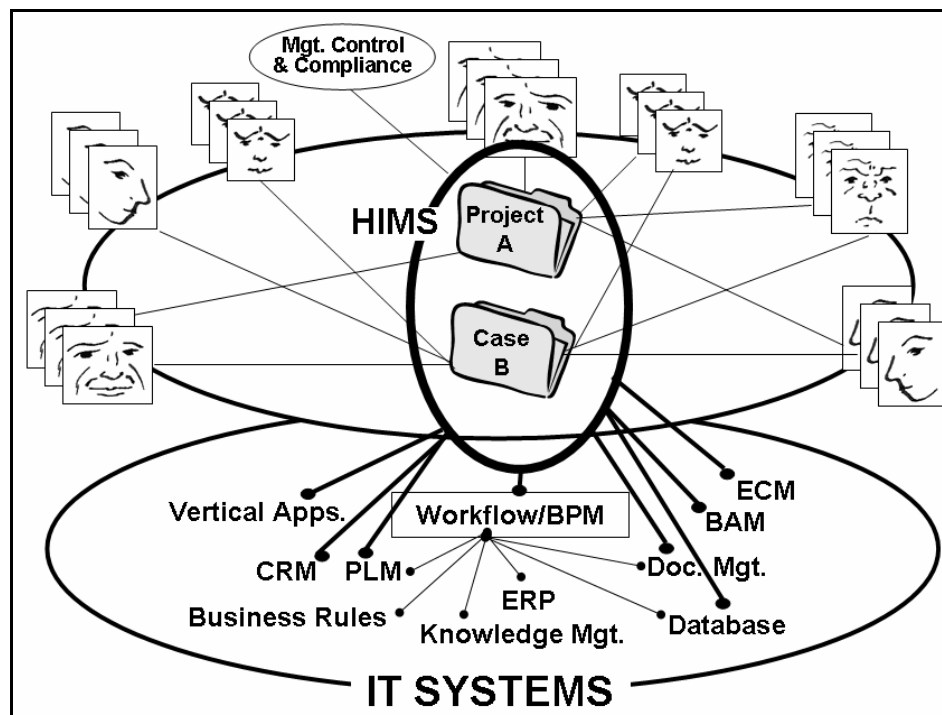 Mgt. Control
& Compliance
HIMS
Project
A
Case
B
Vertical Apps.
Workflow/BPM
ECM
BAM
CRM
PLM
Doc. Mgt.
Business Rules
ERP
Knowledge Mgt.
Database
IT SYSTEMS